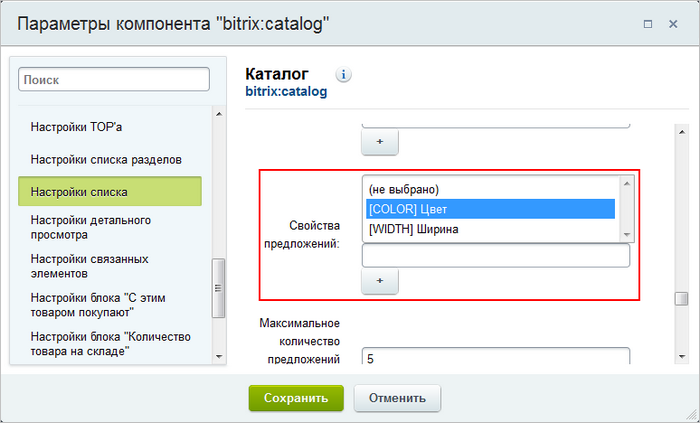 Параметры компонента "bitrix:catalog"
Поиск
Настройки TOP'а
Настройки списка разделов
Настройки списка
Настройки детального
просмотра
Настройки связанных
элементов
Настройки блока "С этим
товаром покупают"
Настройки блока "Количество
товара на складе"
Каталог
bitrix:catalog
+
Свойства
предложений:
(не выбрано)
[COLOR] Цвет
[WIDTH] Ширина
+
Максимальное
количество
предложений
5
Сохранить
Отменить